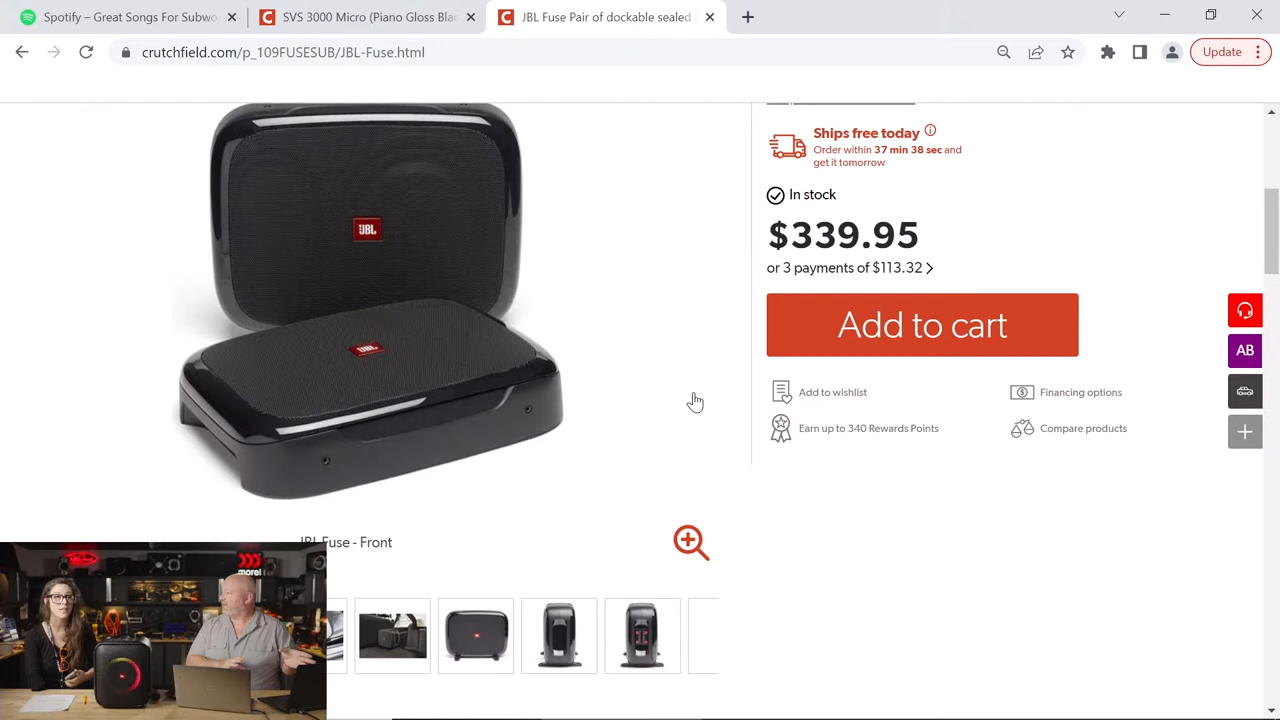 Spotify - Great Songs For Subwo
SVS 3000 Micro (Piano Gloss Bla
JBL Fuse Pair of dockable sealed
crutchfield.com/p_109FUSESUB/JBL-Fuse.html
Update
Ships free today
Order within 37 min 38 sec and
get it tomorrow
In stock
$339.95
or 3 payments of $113.32
Add to cart
Add to wishlist
Financing options
Earn up to 340 Rewards Points
Compare products
AB
JBL
JBL
JBL Fuse - Front
morel